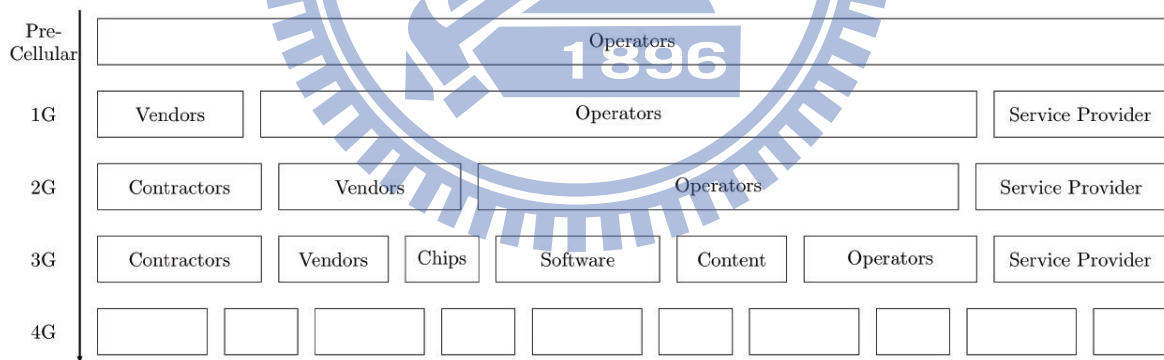 Pre-
Cellular
Operators
1896
1G
Vendors
Operators
Service Provider
2G
Contractors
Vendors
Operators
Service Provider
3G
Contractors
Vendors
Chips
Software
Content
Operators
Service Provider
4G